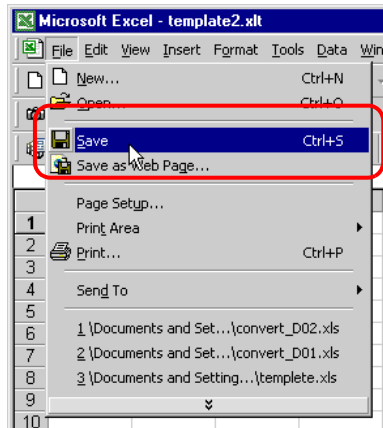 Microsoft Excel - template2.xlt
File Edit View Insert Format Tools Data Win
New... Ctrl+N
Open... Ctrl+O
Save Ctrl+S
Save as Web Page...
Page Setup...
1 Print Area
2 Print... Ctrl+P
3
4 Send To
5
6 1 \Documents and Set...\convert_D02.xls
7 2 \Documents and Set...\convert_D01.xls
8 3 \Documents and Setting...\templete.xls
9
10